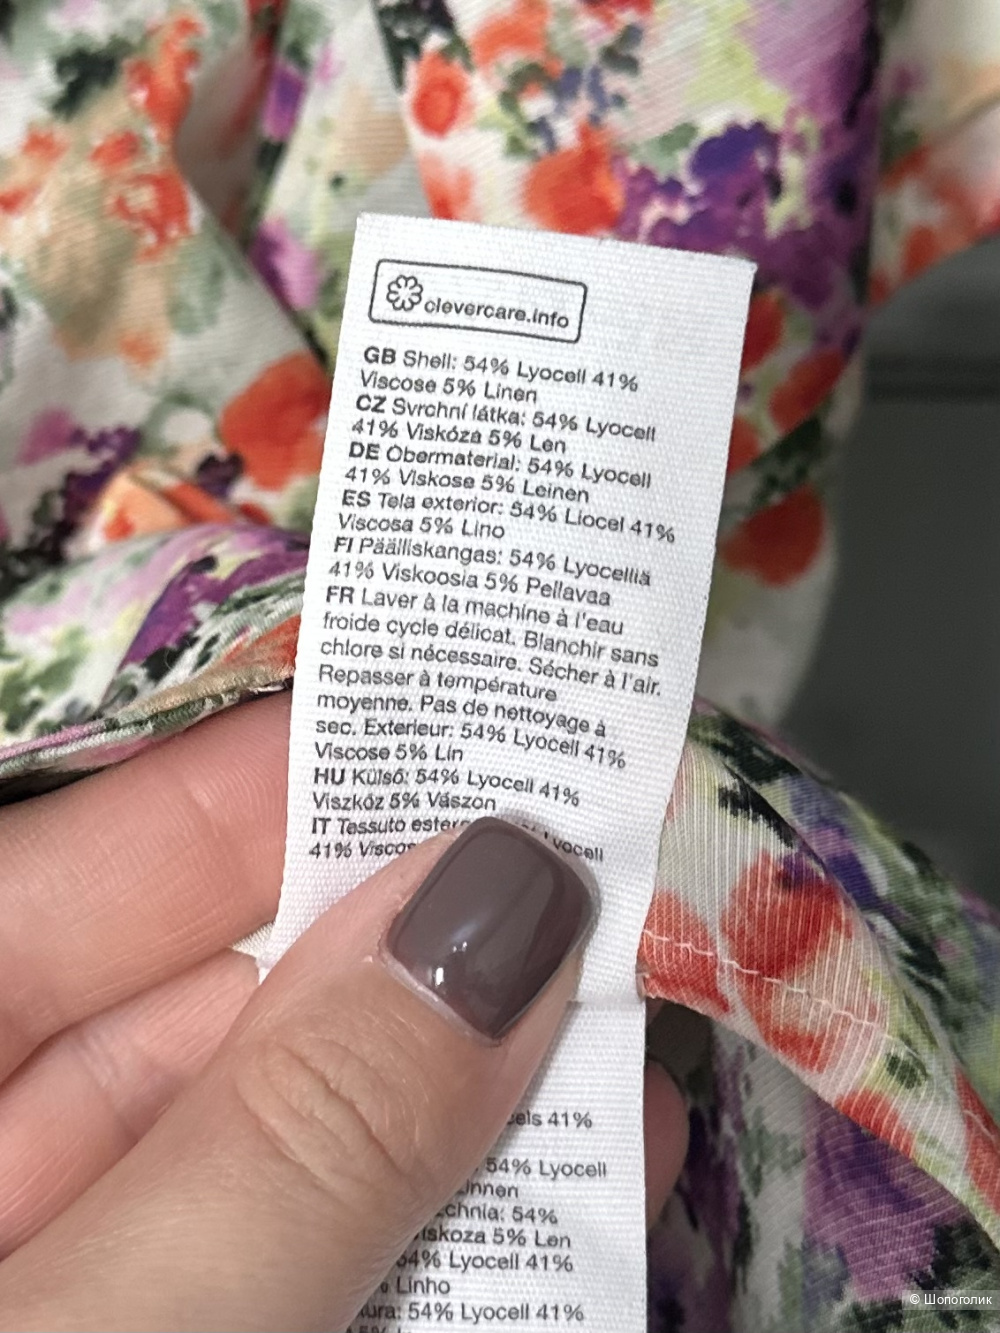 clevercare.info
GB Shell: 54% Lyocell 41%
Viscose 5% Linen
CZ Svrchní látka: 54% Lyocell
41% Viskóza 5% Len
DE Obermaterial: 54% Lyocell
41% Viskose 5% Leinen
ES Tela exterior: 54% Liocel 41%
Viscosa 5% Lino
FI Päälliskangas: 54% Lyocelliä
41% Viskoosia 5% Pellavaa
FR Laver à la machine à l'eau
froide cycle délicat. Blanchir sans
chlore si nécessaire. Sécher à l'air.
Repasser à température
moyenne. Pas de nettoyage à
sec. Exterieur: 54% Lyocell 41%
Viscose 5% Lin
HU Külső: 54% Lyocell 41%
Viszkóz 5% Vászon
IT Tessuto
41%
41%
54% Lyocell
54%
5% Len
Lyocell 41%
Linho
54% Lyocell 41%
© Шопоголик